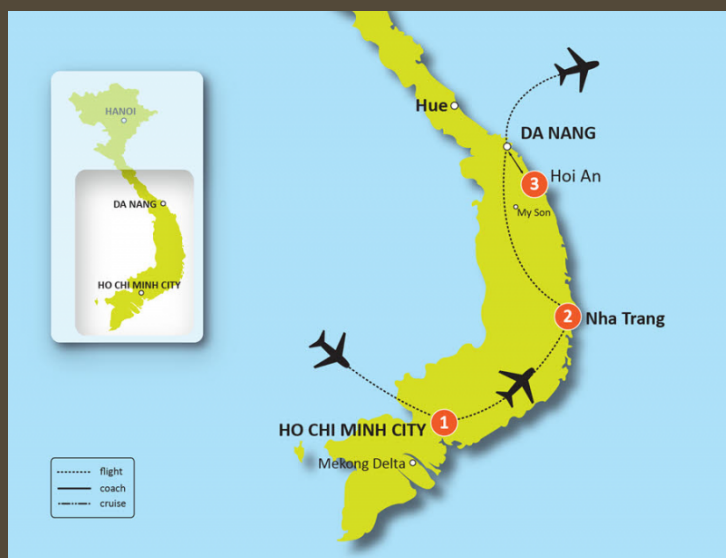 HANOI
DA NANG
HO CHI MINH CITY
Hue
DA NANG
3
Hoi An
My Son
2
Nha Trang
1
HO CHI MINH CITY
Mekong Delta
flight
coach
cruise